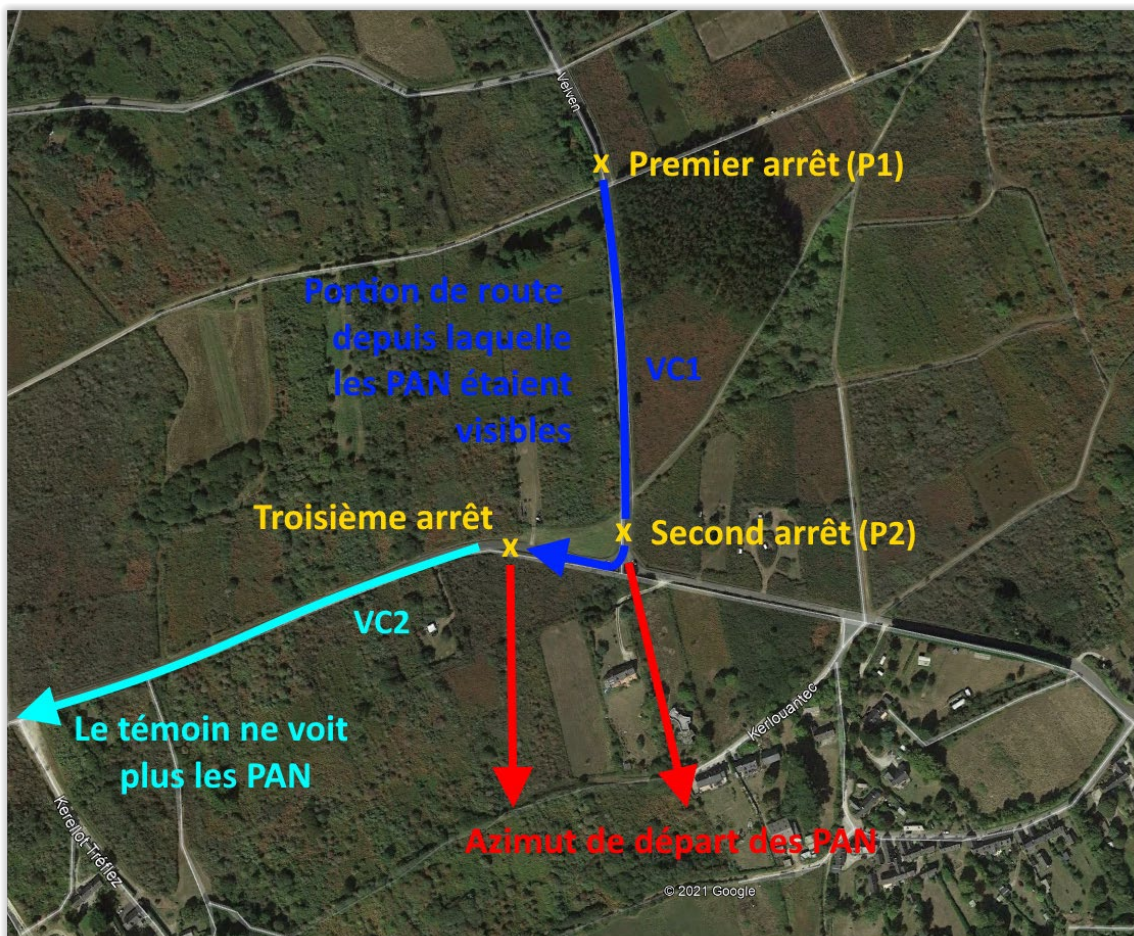 Velven
x Premier arrêt (P1)
Portion de route
depuis laquelle
les PAN étaient
visibles
VC1
Troisième arrêt
x
x Second arrêt (P2)
VC2
Le témoin ne voit
plus les PAN
Kerlouantec
Kerellot-Tréflez
Azimut de départ des PAN
© 2021 Google